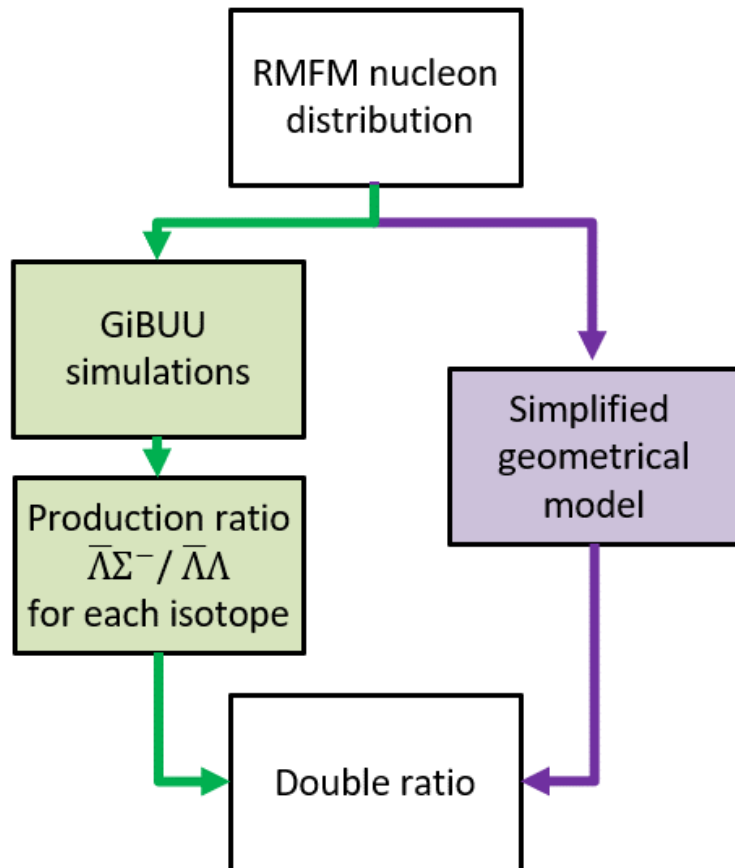 RMFM nucleon
distribution
GiBUU
simulations
Simplified
geometrical
model
Production ratio
Λ̅Σ⁻/ Λ̅Λ
for each isotope
Double ratio